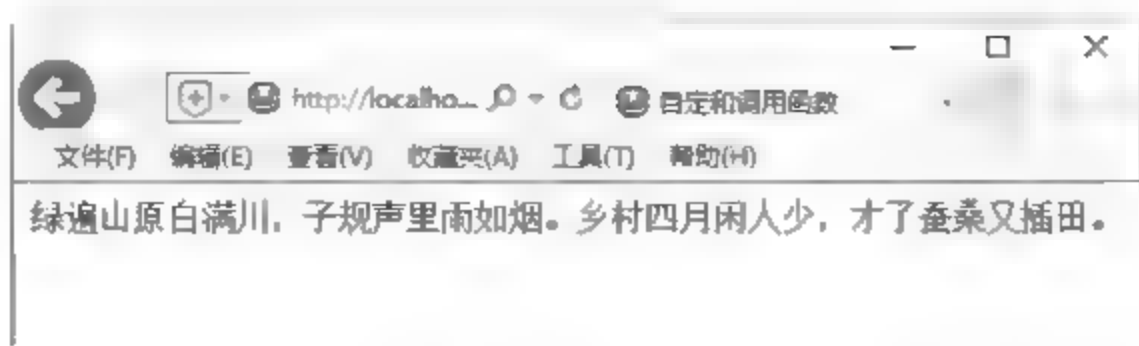 http://localho... 自定和调用函数
文件(F) 编辑(E) 查看(V) 收藏夹(A) 工具(T) 帮助(H)
绿遍山原白满川，子规声里雨如烟。乡村四月闲人少，才了蚕桑又插田。